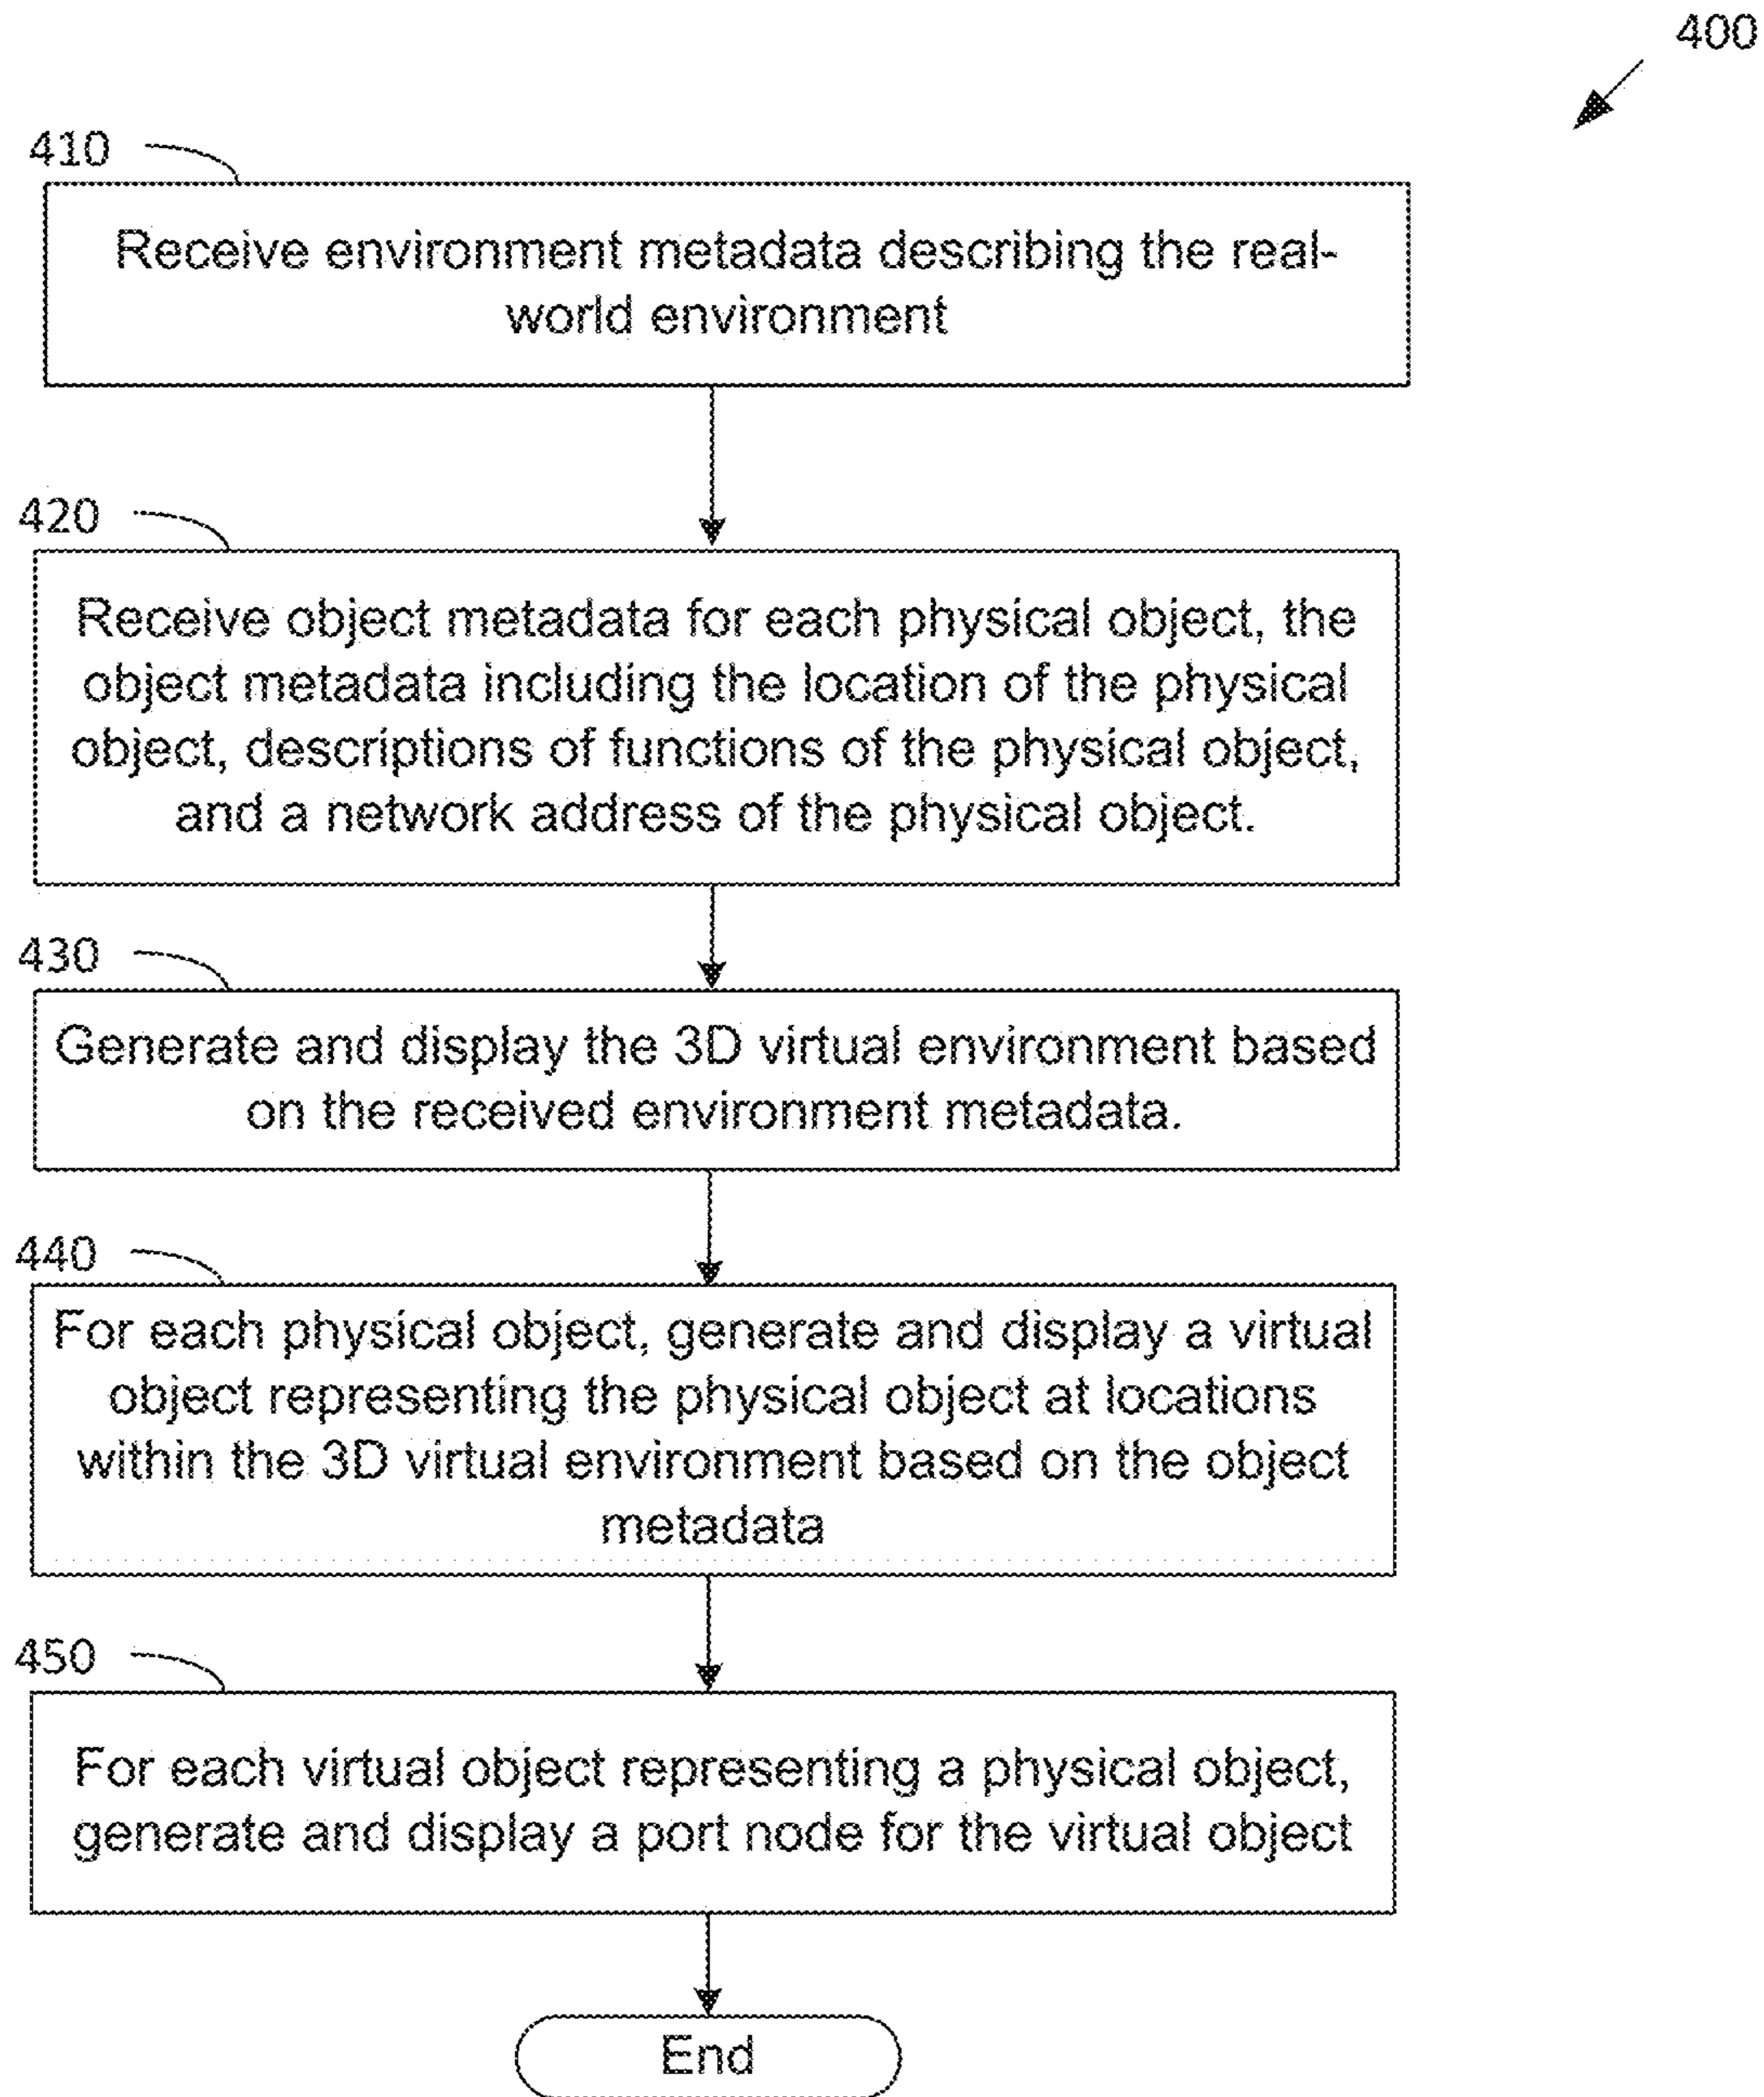 400
410
Receive environment metadata describing the real-
world environment
420
Receive object metadata for each physical object, the
object metadata including the location of the physical
object, descriptions of functions of the physical object,
and a network address of the physical object.
430
Generate and display the 3D virtual environment based
on the received environment metadata.
440
For each physical object, generate and display a virtual
object representing the physical object at locations
within the 3D virtual environment based on the object
metadata
450
For each virtual object representing a physical object,
generate and display a port node for the virtual object
End